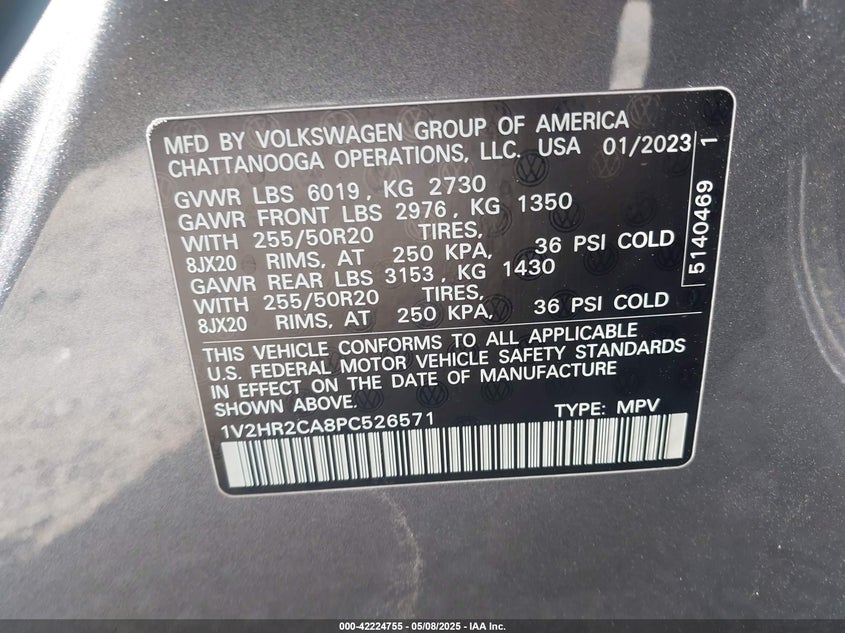 MFD BY VOLKSWAGEN GROUP OF AMERICA
CHATTANOOGA OPERATIONS, LLC. USA 01/2023
GVWR LBS 6019, KG 2730
GAWR FRONT LBS 2976, KG 1350
WITH 255/50R20 TIRES,
8JX20 RIMS, AT 250 KPA, 36 PSI COLD
GAWR REAR LBS 3153, KG 1430
WITH 255/50R20 TIRES,
8JX20 RIMS, AT 250 KPA, 36 PSI COLD
5140469 1
THIS VEHICLE CONFORMS TO ALL APPLICABLE
U.S. FEDERAL MOTOR VEHICLE SAFETY STANDARDS
IN EFFECT ON THE DATE OF MANUFACTURE
SHOWN ABOVE.
1V2HR2CA8PC526571 TYPE: MPV
000-42224755 - 05/08/2025 - IAA Inc.